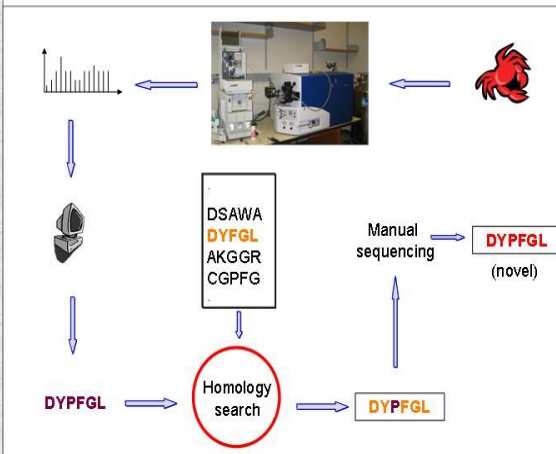 DSAWA
DYFGL
AKGGR
CGPFG
Manual
sequencing
DYPFGL
(novel)
DYPFGL
Homology
search
DYPFGL